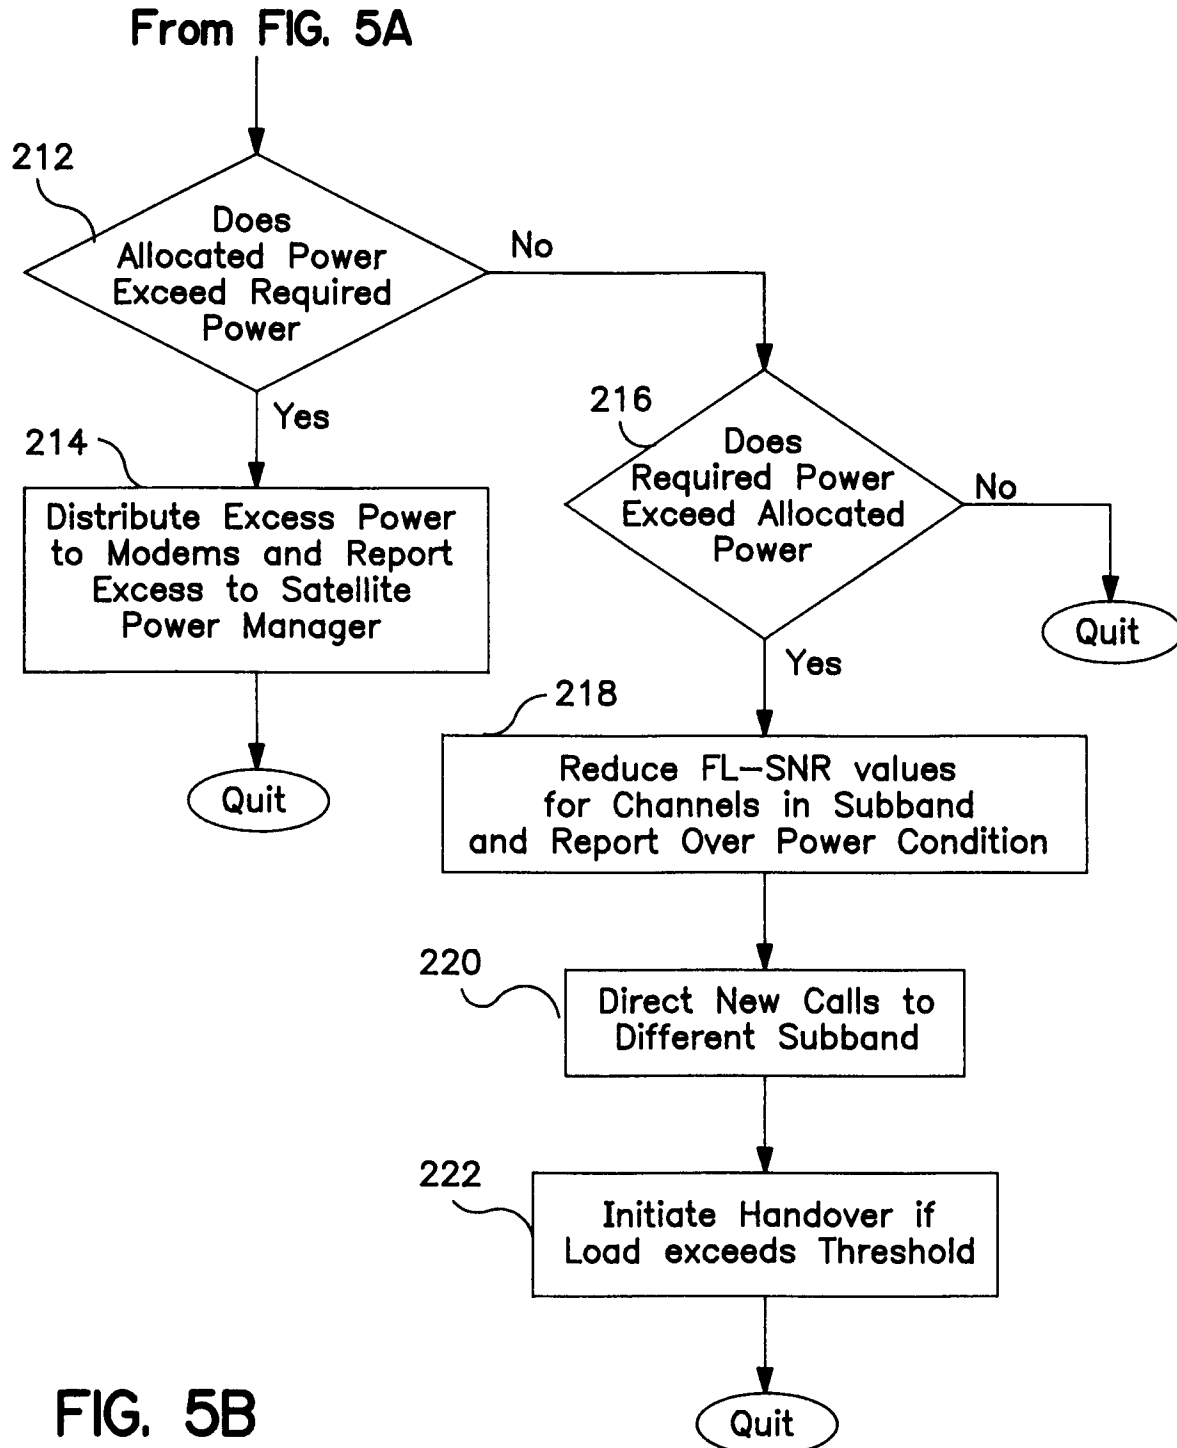 From FIG. 5A
212
Does
Allocated Power
Exceed Required
Power
No
Yes
214
Distribute Excess Power
to Modems and Report
Excess to Satellite
Power Manager
Quit
216
Does
Required Power
Exceed Allocated
Power
No
Quit
Yes
218
Reduce FL-SNR values
for Channels in Subband
and Report Over Power Condition
220
Direct New Calls to
Different Subband
222
Initiate Handover if
Load exceeds Threshold
Quit
FIG. 5B